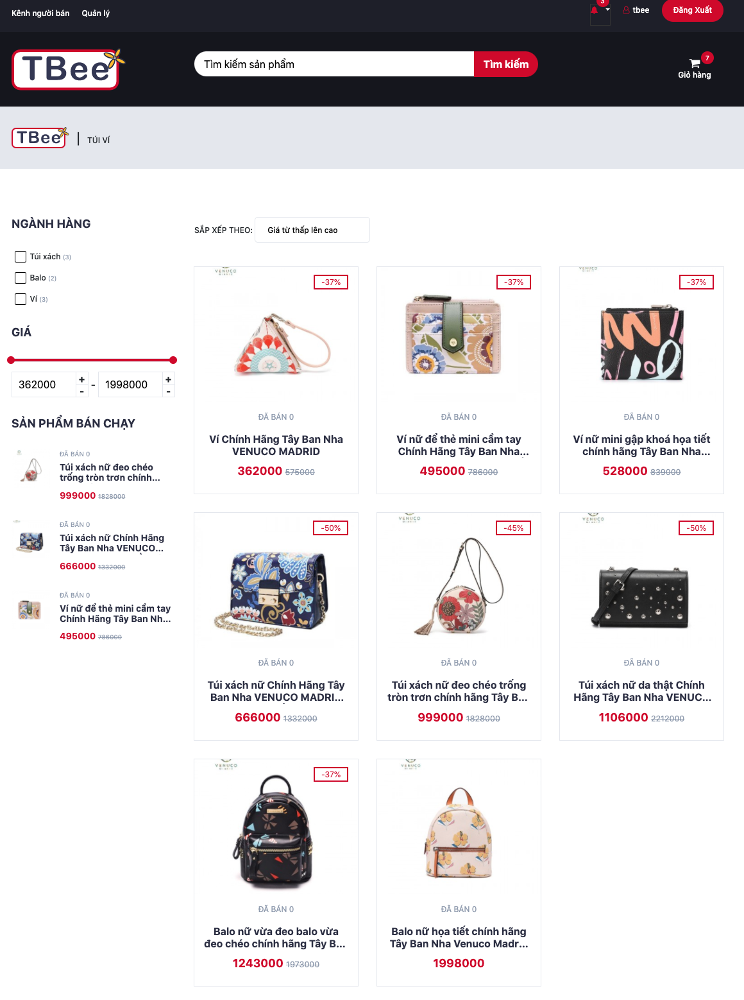 Kênh người bán Quản lý
3
tbee
Đăng Xuất
TBee
Tìm kiếm sản phẩm
Tìm kiếm
7
Giỏ hàng
TBee | TÚI VÍ
NGÀNH HÀNG
Túi xách (3)
Balo (2)
Ví (3)
GIÁ
362000 + - - 1998000 + -
SẢN PHẨM BÁN CHẠY
ĐÃ BÁN 0
Túi xách nữ đeo chéo
trống tròn trơn chính...
999000 1828000
ĐÃ BÁN 0
Túi xách nữ Chính Hãng
Tây Ban Nha VENUCO...
666000 1332000
ĐÃ BÁN 0
Ví nữ để thẻ mini cầm tay
Chính Hãng Tây Ban Nh...
495000 786000
SẮP XẾP THEO: Giá từ thấp lên cao
VENUCO
MADRID
-37%
ĐÃ BÁN 0
Ví Chính Hãng Tây Ban Nha
VENUCO MADRID
362000 575000
-37%
ĐÃ BÁN 0
Ví nữ để thẻ mini cầm tay
Chính Hãng Tây Ban Nha...
495000 786000
-37%
ĐÃ BÁN 0
Ví nữ mini gập khoá họa tiết
chính hãng Tây Ban Nha...
528000 839000
-50%
ĐÃ BÁN 0
Túi xách nữ Chính Hãng Tây
Ban Nha VENUCO MADRI...
666000 1332000
VENUCO
MADRID
-45%
ĐÃ BÁN 0
Túi xách nữ đeo chéo trống
tròn trơn chính hãng Tây B...
999000 1828000
VENUCO
MADRID
-50%
ĐÃ BÁN 0
Túi xách nữ da thật Chính
Hãng Tây Ban Nha VENUC...
1106000 2212000
VENUCO
MADRID
-37%
ĐÃ BÁN 0
Balo nữ vừa đeo balo vừa
đeo chéo chính hãng Tây B...
1243000 1973000
VENUCO
MADRID
ĐÃ BÁN 0
Balo nữ họa tiết chính hãng
Tây Ban Nha Venuco Madr...
1998000